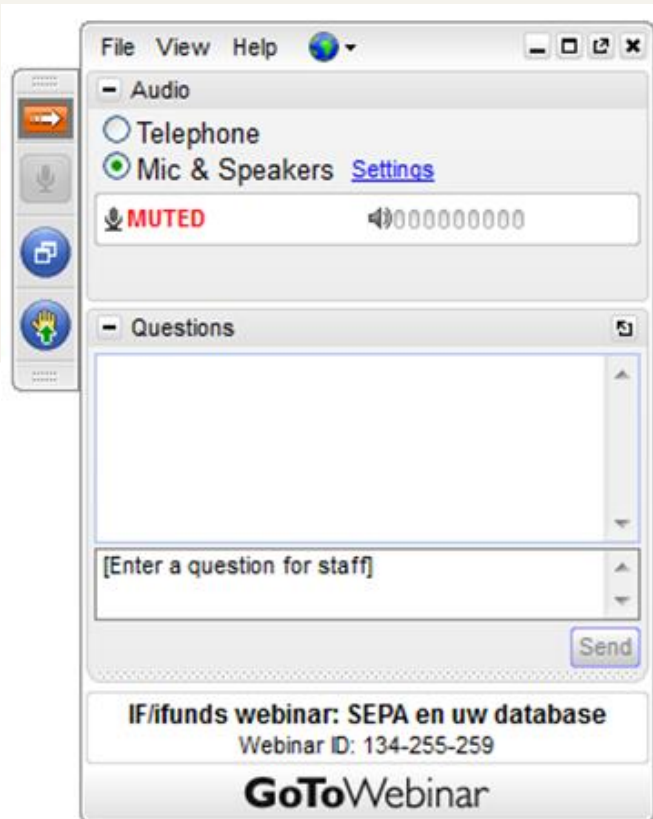 File View Help
Audio
Telephone
Mic & Speakers Settings
MUTED 000000000
Questions
[Enter a question for staff]
Send
IF/ifunds webinar: SEPA en uw database
Webinar ID: 134-255-259
GoToWebinar